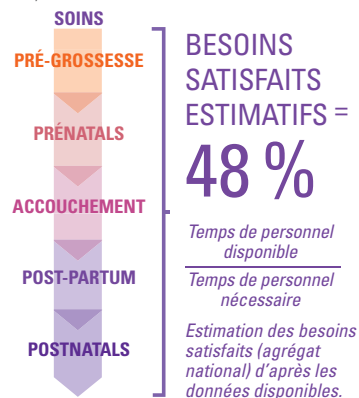 SOINS
PRÉ-GROSSESSE
PRÉNATALS
ACCOUCHEMENT
POST-PARTUM
POSTNATALS
BESOINS
SATISFAITS
ESTIMATIFS =
48 %
Temps de personnel
disponible
Temps de personnel
nécessaire
Estimation des besoins
satisfaits (agrégat
national) d'après les
données disponibles.